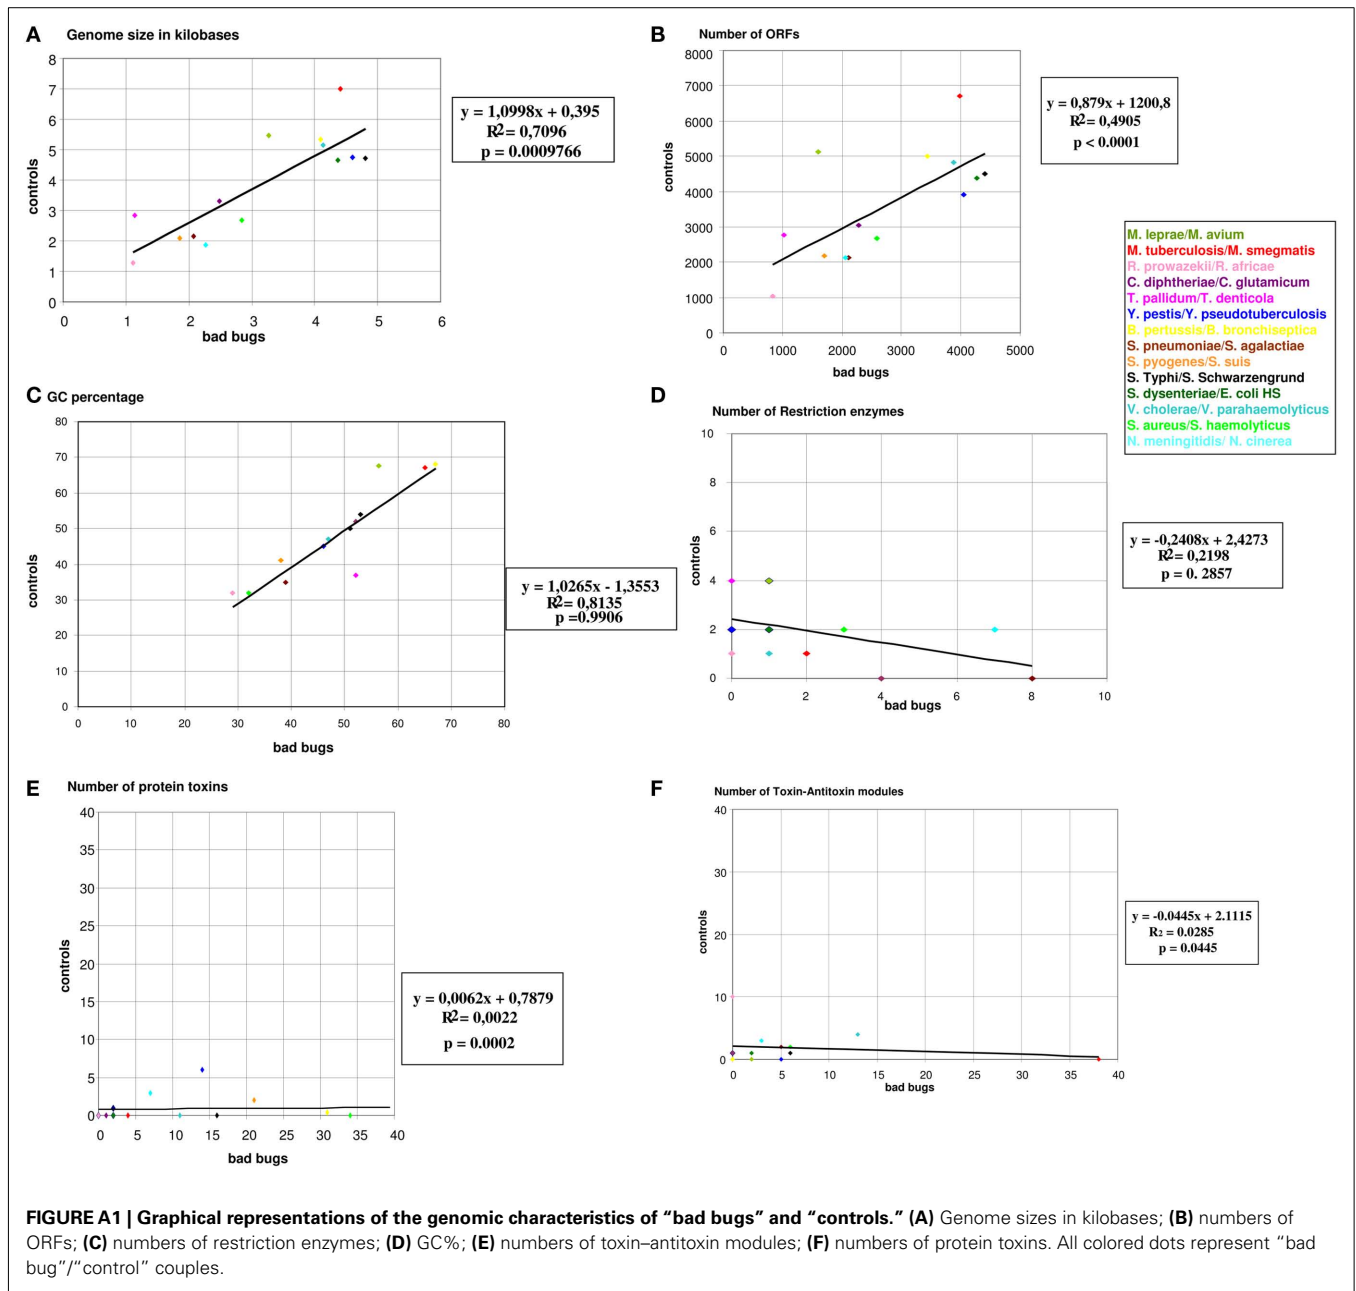 A Genome size in kilobases
8
7
6
5
4
3
2
1
0
controls
0 1 2 3 4 5 6
bad bugs
y = 1,0998x + 0,395
R2 = 0,7096
p = 0.0009766
B Number of ORFs
8000
7000
6000
5000
4000
3000
2000
1000
0
controls
0 1000 2000 3000 4000 5000
bad bugs
y = 0,879x + 1200,8
R2 = 0,4905
p < 0.0001
M. leprae/M. avium
M. tuberculosis/M. smegmatis
R. prowazekii/R. africae
C. diphtheriae/C. glutamicum
T. pallidum/T. denticola
Y. pestis/Y. pseudotuberculosis
B. pertussis/B. bronchiseptica
S. pneumoniae/S. agalactiae
S. pyogenes/S. suis
S. Typhi/S. Schwarzengrund
S. dysenteriae/E. coli HS
V. cholerae/V. parahaemolyticus
S. aureus/S. haemolyticus
N. meningitidis/ N. cinerea
C GC percentage
80
70
60
50
40
30
20
10
0
controls
0 10 20 30 40 50 60 70 80
bad bugs
y = 1,0265x - 1,3553
R2 = 0,8135
p =0.9906
D Number of Restriction enzymes
10
8
6
4
2
0
controls
0 2 4 6 8 10
bad bugs
y = -0,2408x + 2,4273
R2 = 0,2198
p = 0. 2857
E Number of protein toxins
40
35
30
25
20
15
10
5
0
controls
0 5 10 15 20 25 30 35 40
bad bugs
y = 0,0062x + 0,7879
R2 = 0,0022
p = 0.0002
F Number of Toxin-Antitoxin modules
40
30
20
10
0
controls
0 5 10 15 20 25 30 35 40
bad bugs
y = -0.0445x + 2.1115
R2 = 0.0285
p = 0.0445
FIGURE A1 | Graphical representations of the genomic characteristics of “bad bugs” and “controls.” (A) Genome sizes in kilobases; (B) numbers of
ORFs; (C) numbers of restriction enzymes; (D) GC%; (E) numbers of toxin–antitoxin modules; (F) numbers of protein toxins. All colored dots represent “bad
bug”/“control” couples.